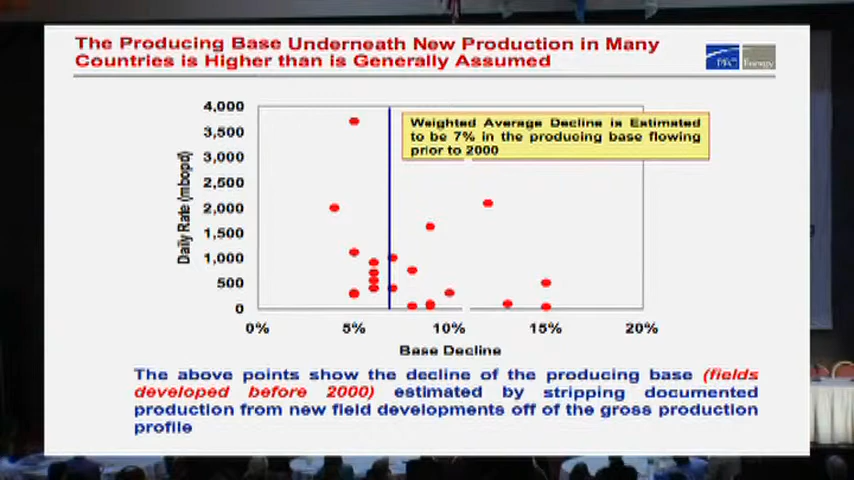 The Producing Base Underneath New Production in Many
Countries is Higher than is Generally Assumed
PFC Energy
4,000
3,500
3,000
2,500
2,000
1,500
1,000
500
0
Daily Rate (mbopd)
Weighted Average Decline is Estimated
to be 7% in the producing base flowing
prior to 2000
0% 5% 10% 15% 20%
Base Decline
The above points show the decline of the producing base (fields
developed before 2000) estimated by stripping documented
production from new field developments off of the gross production
profile